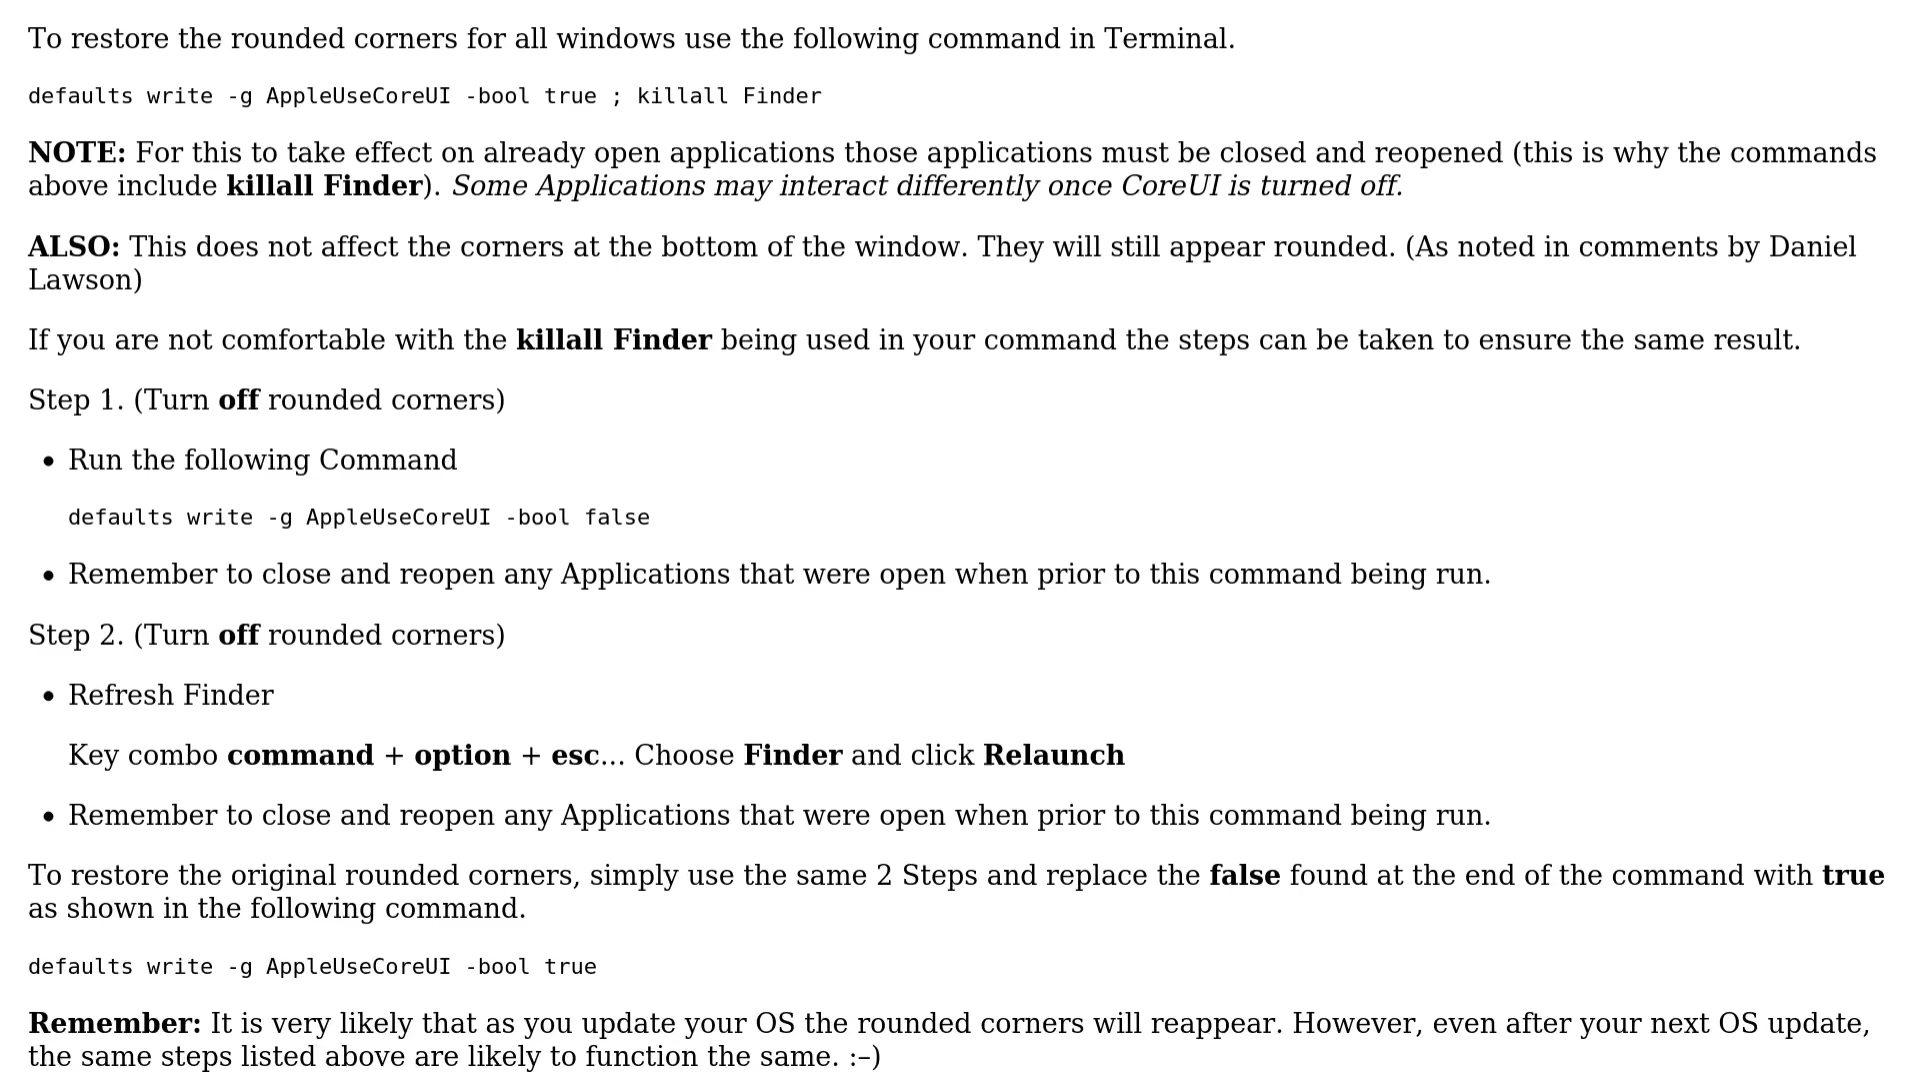 To restore the rounded corners for all windows use the following command in Terminal.
defaults write -g AppleUseCoreUI -bool true ; killall Finder
NOTE: For this to take effect on already open applications those applications must be closed and reopened (this is why the commands
above include killall Finder). Some Applications may interact differently once CoreUI is turned off.
ALSO: This does not affect the corners at the bottom of the window. They will still appear rounded. (As noted in comments by Daniel
Lawson)
If you are not comfortable with the killall Finder being used in your command the steps can be taken to ensure the same result.
Step 1. (Turn off rounded corners)
• Run the following Command
defaults write -g AppleUseCoreUI -bool false
• Remember to close and reopen any Applications that were open when prior to this command being run.
Step 2. (Turn off rounded corners)
• Refresh Finder
Key combo command + option + esc... Choose Finder and click Relaunch
• Remember to close and reopen any Applications that were open when prior to this command being run.
To restore the original rounded corners, simply use the same 2 Steps and replace the false found at the end of the command with true
as shown in the following command.
defaults write -g AppleUseCoreUI -bool true
Remember: It is very likely that as you update your OS the rounded corners will reappear. However, even after your next OS update,
the same steps listed above are likely to function the same. :–)